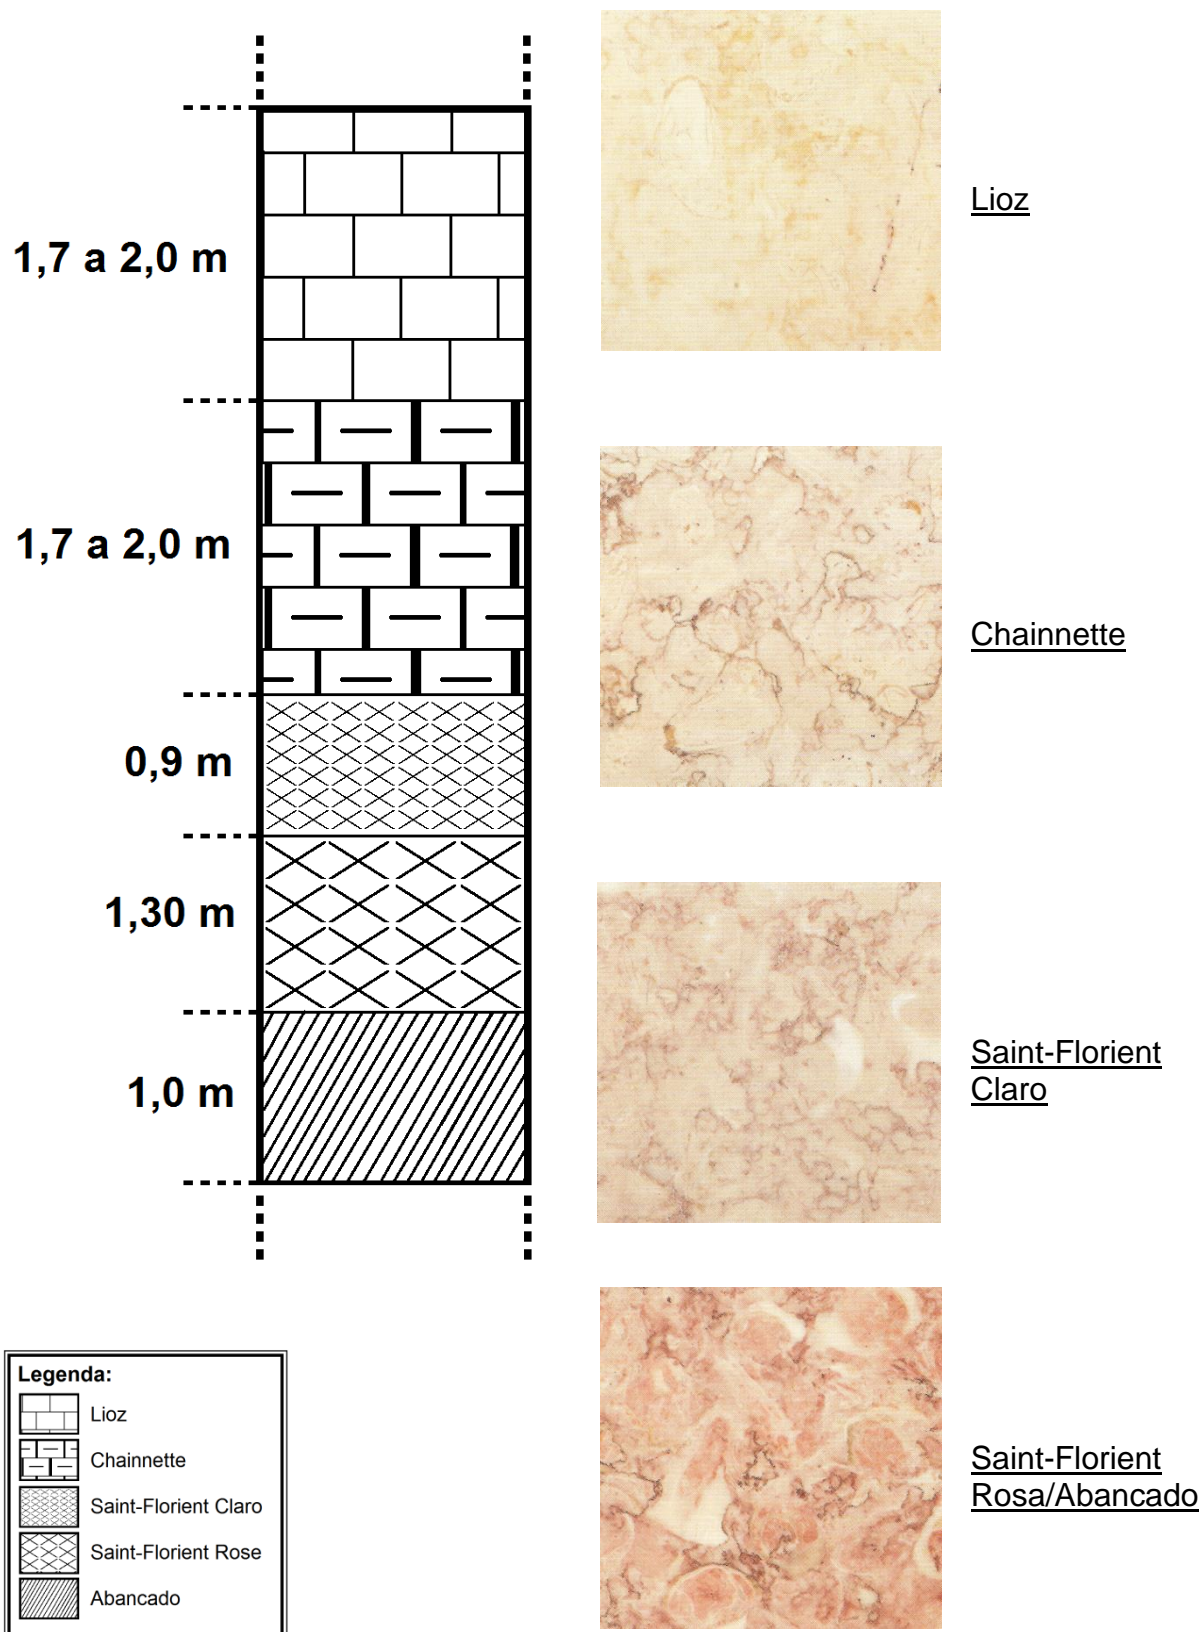 1,7 a 2,0 m
1,7 a 2,0 m
0,9 m
1,30 m
1,0 m
Lioz
Chainnette
Saint-Florient
Claro
Saint-Florient
Rosa/Abancado
Legenda:
Lioz
Chainnette
Saint-Florient Claro
Saint-Florient Rose
Abancado